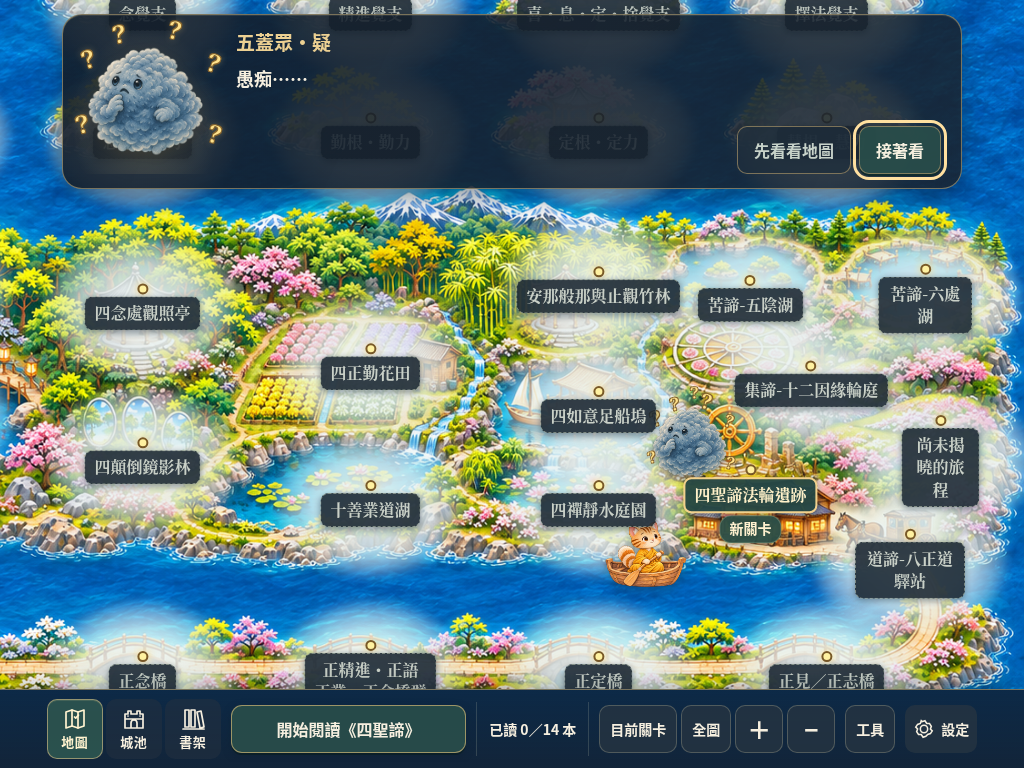 念覺支
精進覺支
喜・息・定・捨覺支
擇法覺支
五蓋眾・疑
愚痴⋯⋯
勤根・勤力
定根・定力
先看看地圖
接著看
四念處觀照亭
安那般那與止觀竹林
苦諦-五陰湖
苦諦-六處
湖
四正勤花田
集諦-十二因緣輪庭
四如意足船塢
四顛倒鏡影林
尚未揭
曉的旅
程
十善業道湖
四禪靜水庭園
四聖諦法輪遺跡
新關卡
道諦-八正道
驛站
正念橋
正精進・正語
正定橋
正見／正志橋
地圖
城池
書架
開始閱讀《四聖諦》
已讀 0／14 本
目前關卡
全圖
+
−
工具
設定